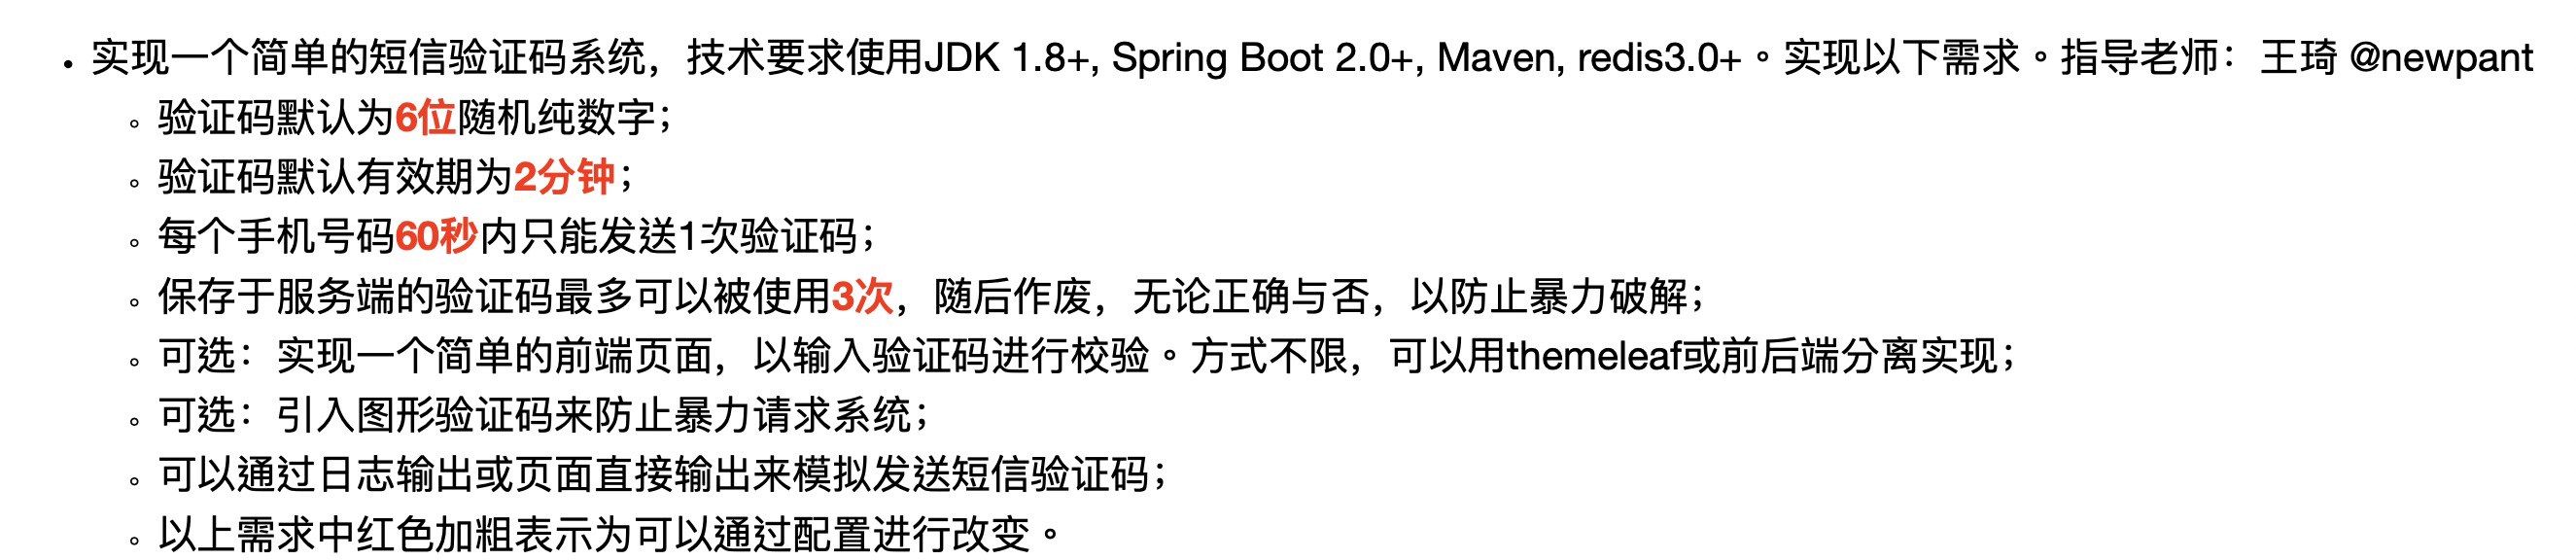 • 实现一个简单的短信验证码系统，技术要求使用JDK 1.8+, Spring Boot 2.0+, Maven, redis3.0+。实现以下需求。指导老师：王琦 @newpant
◦ 验证码默认为6位随机纯数字；
◦ 验证码默认有效期为2分钟；
◦ 每个手机号码60秒内只能发送1次验证码；
◦ 保存于服务端的验证码最多可以被使用3次，随后作废，无论正确与否，以防止暴力破解；
◦ 可选：实现一个简单的前端页面，以输入验证码进行校验。方式不限，可以用themeleaf或前后端分离实现；
◦ 可选：引入图形验证码来防止暴力请求系统；
◦ 可以通过日志输出或页面直接输出来模拟发送短信验证码；
◦ 以上需求中红色加粗表示为可以通过配置进行改变。